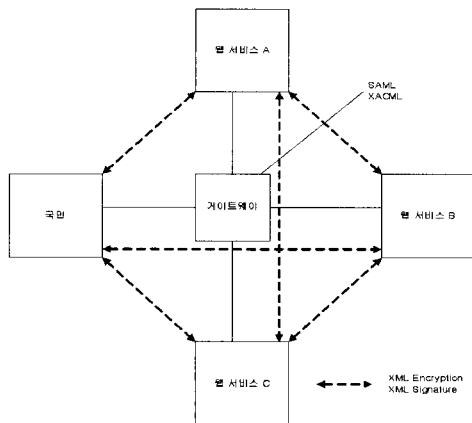 웹 서비스 A
SAML
XACML
국민
게이트웨이
웹 서비스 B
웹 서비스 C
XML Encryption
XML Signature